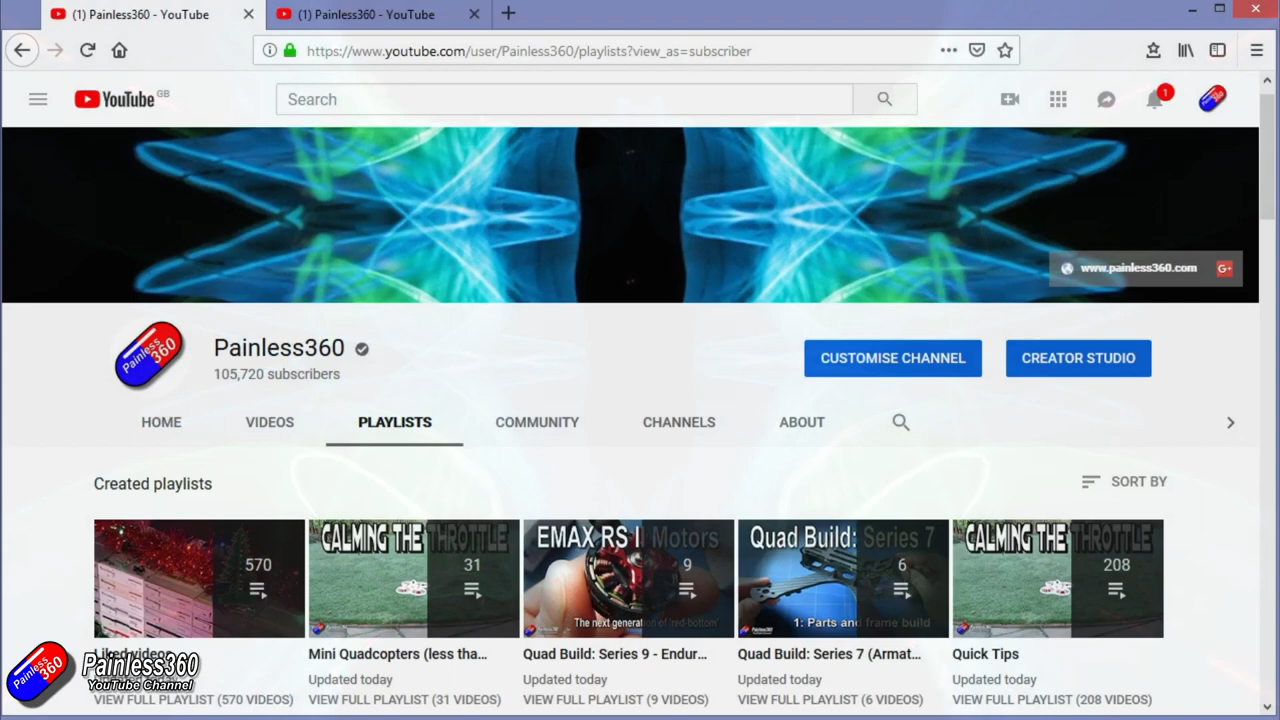 (1) Painless360 - YouTube
(1) Painless360 - YouTube
https://www.youtube.com/user/Painless360/playlists?view_as=subscriber
YouTube GB
Search
1
www.painless360.com
G+
Painless 360
Painless360
105,720 subscribers
CUSTOMISE CHANNEL
CREATOR STUDIO
HOME
VIDEOS
PLAYLISTS
COMMUNITY
CHANNELS
ABOUT
Created playlists
SORT BY
570
CALMING THE THROTTLE
31
EMAX RS II Motors
9
The next generation of 'red-bottom'
Quad Build: Series 7
6
1: Parts and frame build
CALMING THE THROTTLE
208
Liked videos
Mini Quadcopters (less tha...
Quad Build: Series 9 - Endur...
Quad Build: Series 7 (Armat...
Quick Tips
Updated today
Updated today
Updated today
Updated today
VIEW FULL PLAYLIST (570 VIDEOS)
VIEW FULL PLAYLIST (31 VIDEOS)
VIEW FULL PLAYLIST (9 VIDEOS)
VIEW FULL PLAYLIST (6 VIDEOS)
VIEW FULL PLAYLIST (208 VIDEOS)
Painless 360
Painless360
YouTube Channel